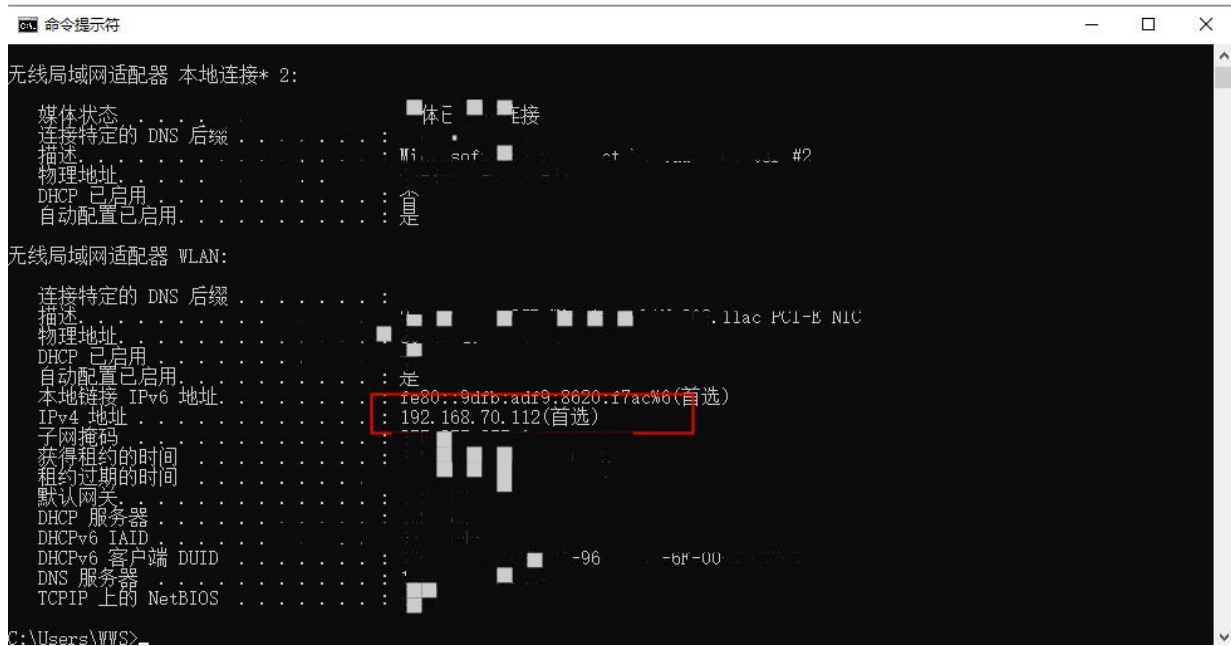 命令提示符
无线局域网适配器 本地连接* 2:
媒体状态 . . . . .
连接特定的 DNS 后缀 . . . . . . . :
描述. . . . . . . . . . . . . . . : #2
物理地址. . . . . .
DHCP 已启用 . . . . . . . . . . . :
自动配置已启用. . . . . . . . . . : 是
无线局域网适配器 WLAN:
连接特定的 DNS 后缀 . . . . . . . :
描述. . . . . . . . . . . 11ac PCI-E NIC
物理地址. . . . . . . . . . .
DHCP 已启用 . . . . . . . . . . .
自动配置已启用. . . . . . . . . . : 是
本地链接 IPv6 地址. . . . . . . . : fe80::9dfb:adf9:8620:f7ac%6(首选)
IPv4 地址 . . . . . . . . . . . . : 192.168.70.112(首选)
子网掩码 . . . . . . . . . . . . :
获得租约的时间 . . . . . . . . . :
租约过期的时间 . . . . . . . . .
默认网关. . . . . . . . . . . . . :
DHCP 服务器 . . . . . . . . . . . :
DHCPv6 IAID . . . . . . .
DHCPv6 客户端 DUID . . . . . . . : -96 -6F-00
DNS 服务器 . . . . . . . . . . . :
TCPIP 上的 NetBIOS . . . . . . . :
C:\Users\WWS>